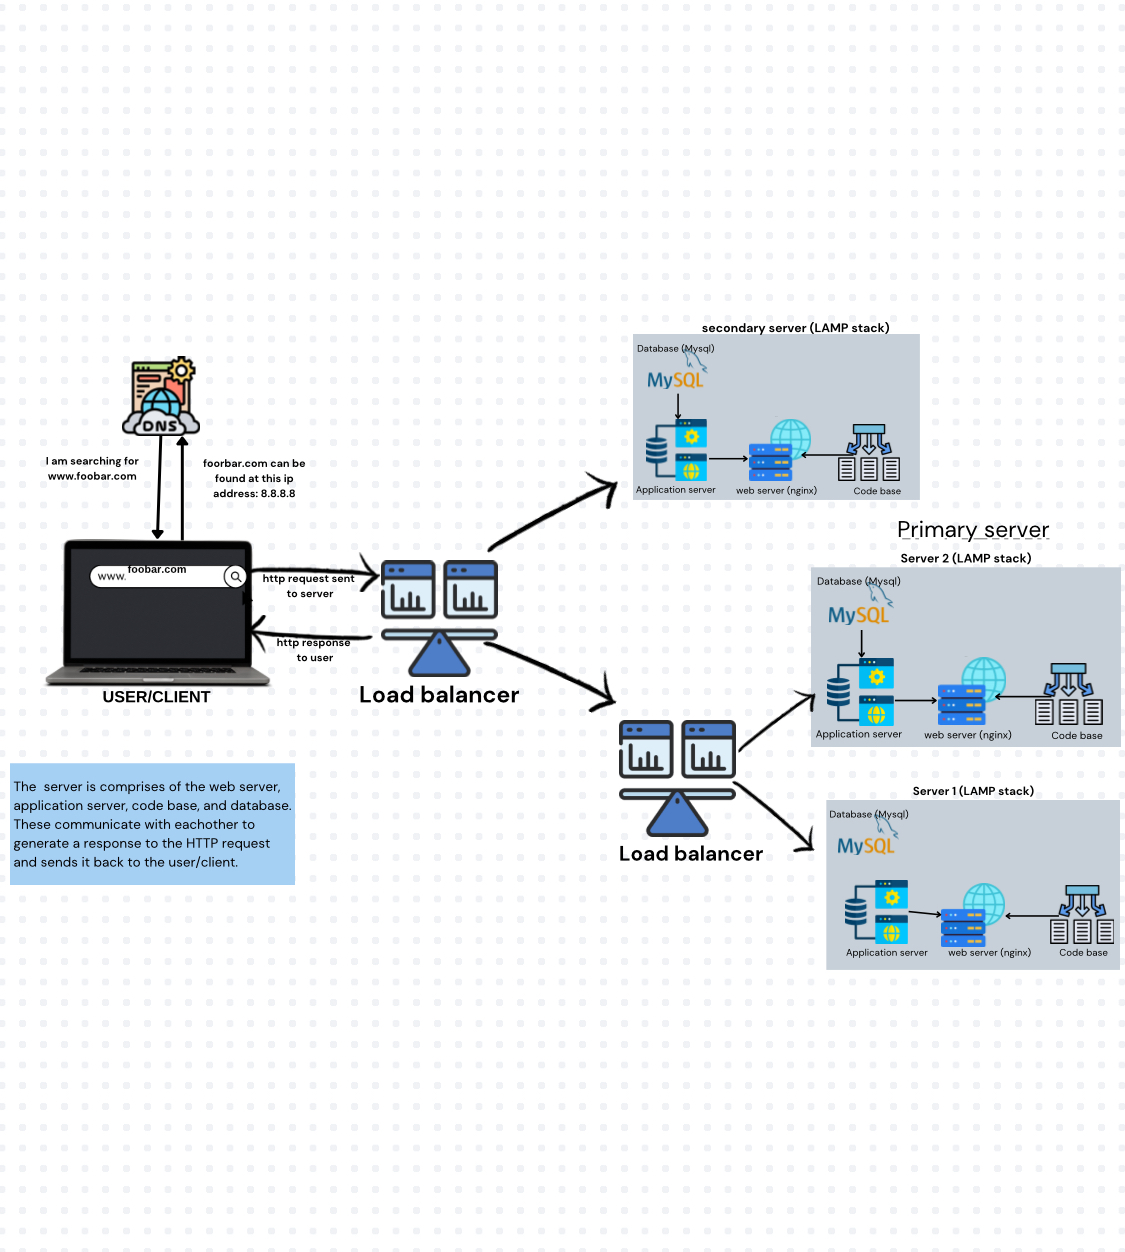 secondary server (LAMP stack)
Database (Mysql)
MySQL
Application server
web server (nginx)
Code base
DNS
I am searching for
www.foobar.com
foorbar.com can be
found at this ip
address: 8.8.8.8
www.
foobar.com
USER/CLIENT
http request sent
to server
http response
to user
Load balancer
Primary server
Server 2 (LAMP stack)
Database (Mysql)
MySQL
Application server
web server (nginx)
Code base
Load balancer
Server 1 (LAMP stack)
Database (Mysql)
MySQL
Application server
web server (nginx)
Code base
The server is comprises of the web server,
application server, code base, and database.
These communicate with eachother to
generate a response to the HTTP request
and sends it back to the user/client.